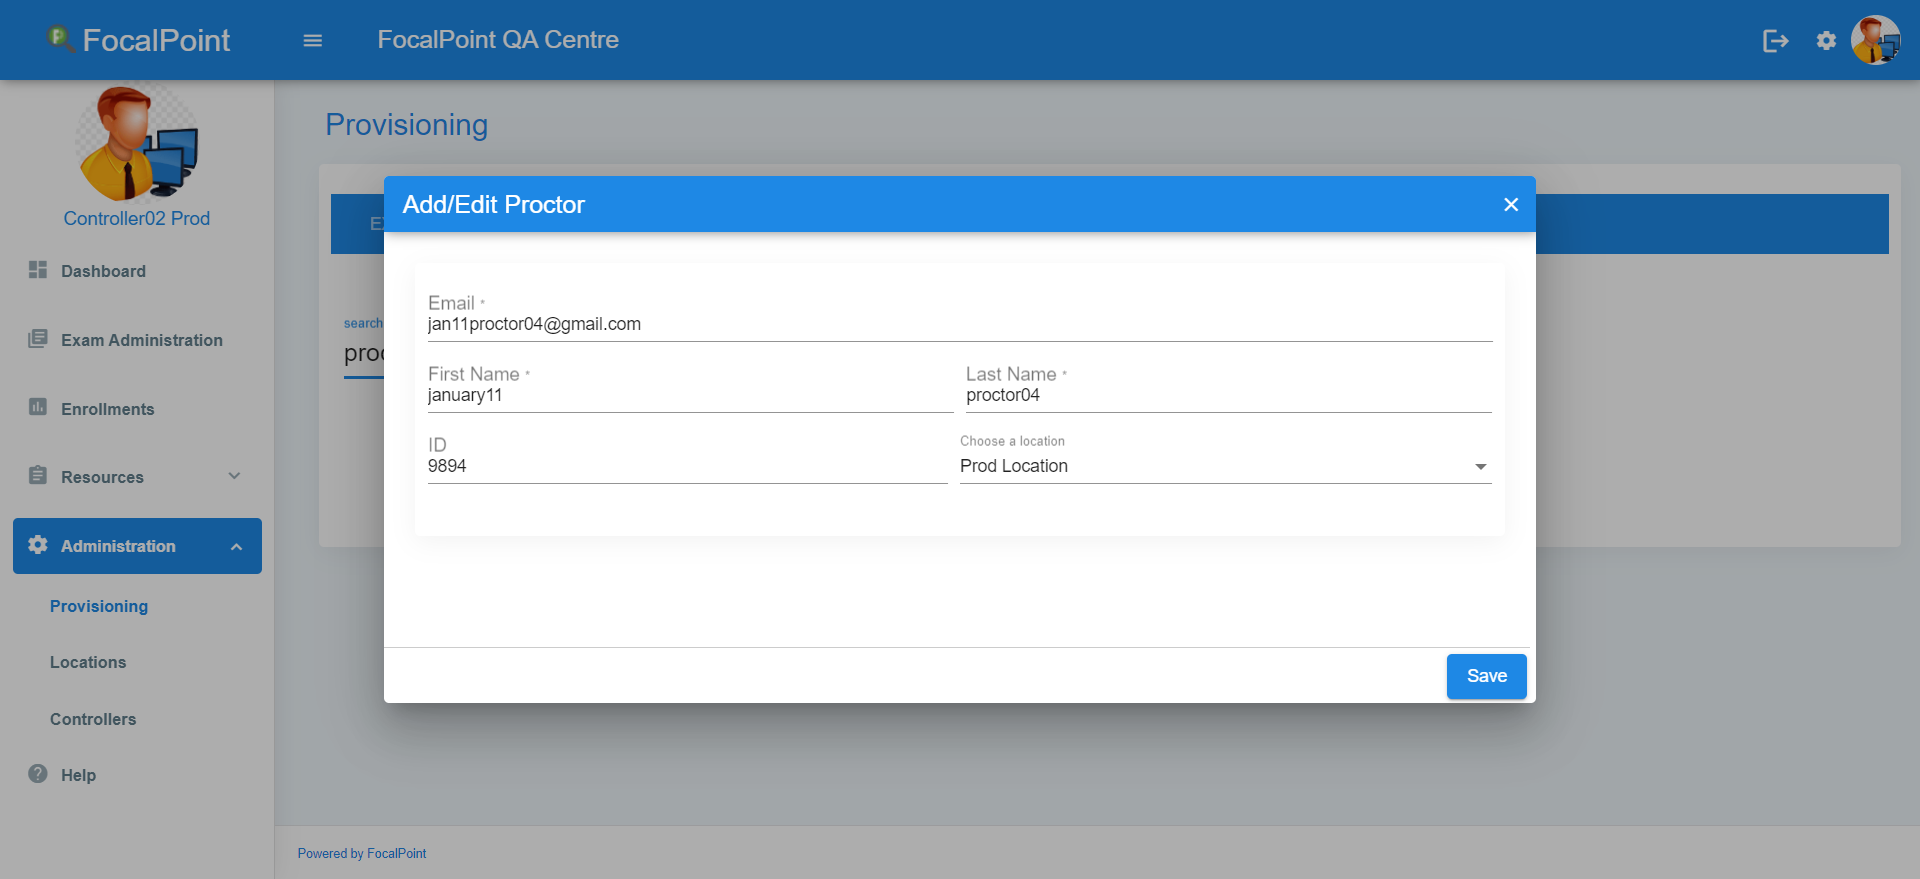 FocalPoint
FocalPoint QA Centre
Controller02 Prod
Dashboard
Exam Administration
Enrollments
Resources
Administration
Provisioning
Locations
Controllers
Help
Provisioning
search
Add/Edit Proctor
Email *
jan11proctor04@gmail.com
First Name *
january11
Last Name *
proctor04
ID
9894
Choose a location
Prod Location
Save
Powered by FocalPoint